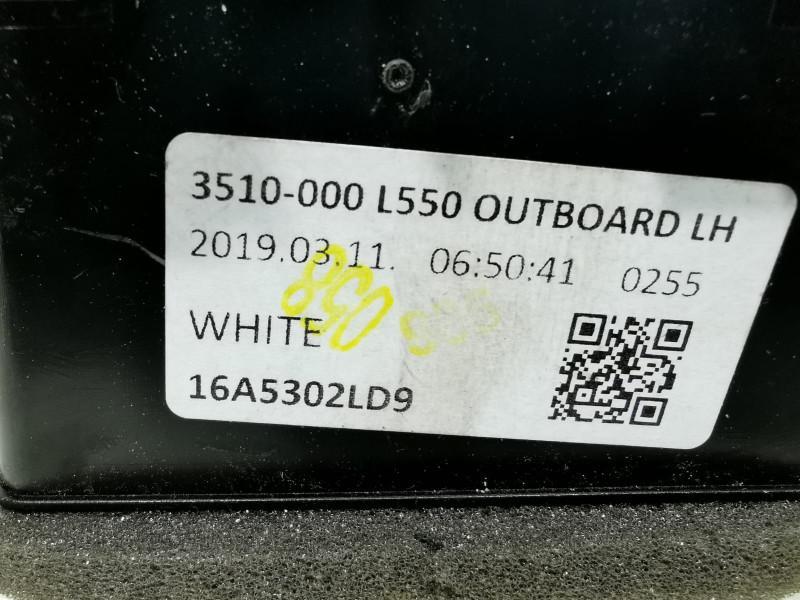 3510-000 L550 OUTBOARD LH
2019.03.11. 06:50:41 0255
WHITE
16A5302LD9